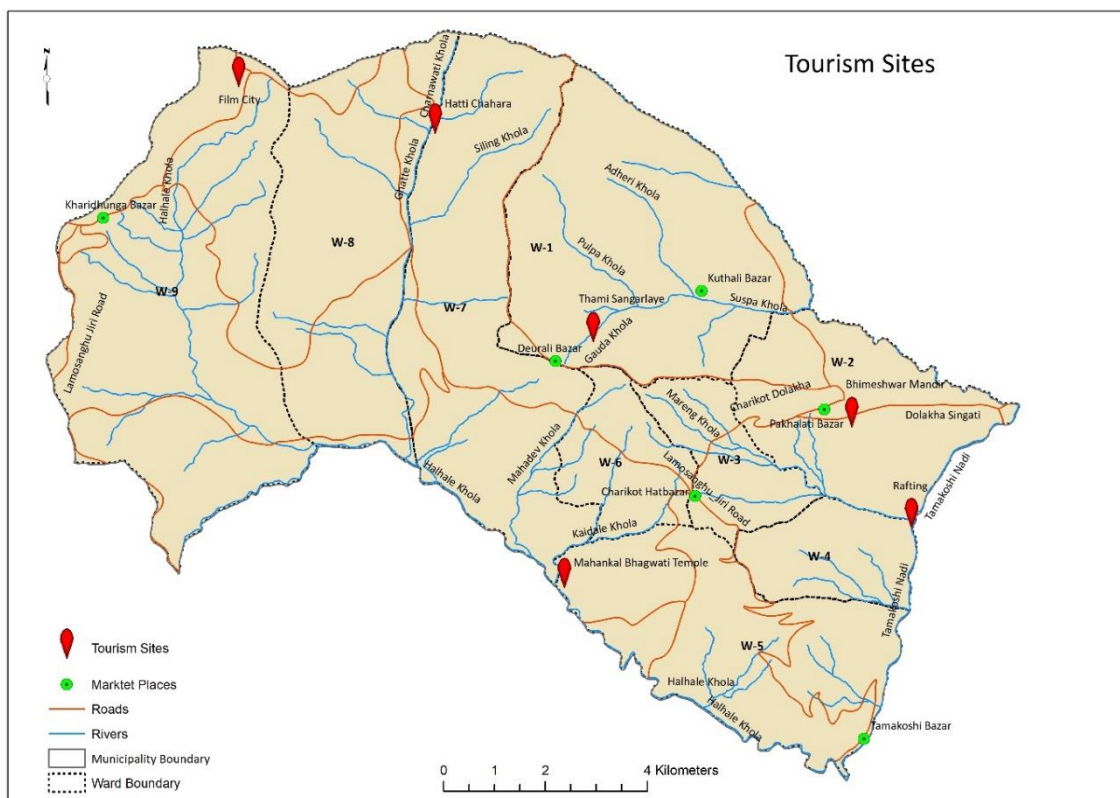 Tourism Sites
N
Film City
Charnawati Khola
Hatti Chahara
Siling Khola
Ghatte Khola
Halhale Khola
Kharidhunga Bazar
Adheri Khola
W-1
W-8
Pulpa Khola
Kuthali Bazar
W-9
Thami Sangarlaye
Suspa Khola
W-7
Gauda Khola
Lamosanghu Jiri Road
Deurali Bazar
W-2
Charikot Dolakha
Bhimeshwar Mandir
Mareng Khola
Dolakha Singati
Pakhalati Bazar
Mahadev Khola
W-6
W-3
Lamosanghu_Jiri Road
Halhale Khola
Charikot Hatbazar
Rafting
Tamakoshi Nadi
Kaidale Khola
Mahankal Bhagwati Temple
W-4
Tamakoshi Nadi
W-5
Halhale Khola
Halhale Khola
Tamakoshi Bazar
Tourism Sites
Marktet Places
Roads
Rivers
Municipality Boundary
Ward Boundary
0 1 2 4 Kilometers